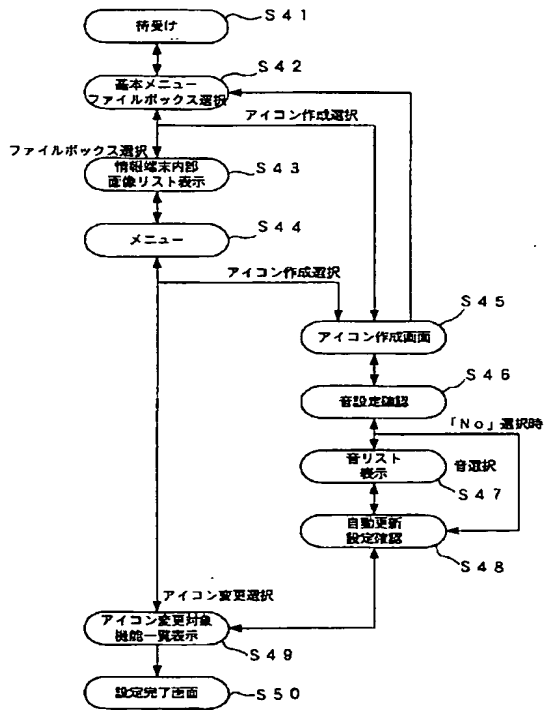 待受け
S41
基本メニュー
ファイルボックス選択
S42
アイコン作成選択
ファイルボックス選択
情報端末内部
画像リスト表示
S43
メニュー
S44
アイコン作成選択
アイコン作成画面
S45
音設定確認
S46
「No」選択時
音リスト
表示
音選択
S47
自動更新
設定確認
S48
アイコン変更選択
アイコン変更対象
機能一覧表示
S49
設定完了画面
S50